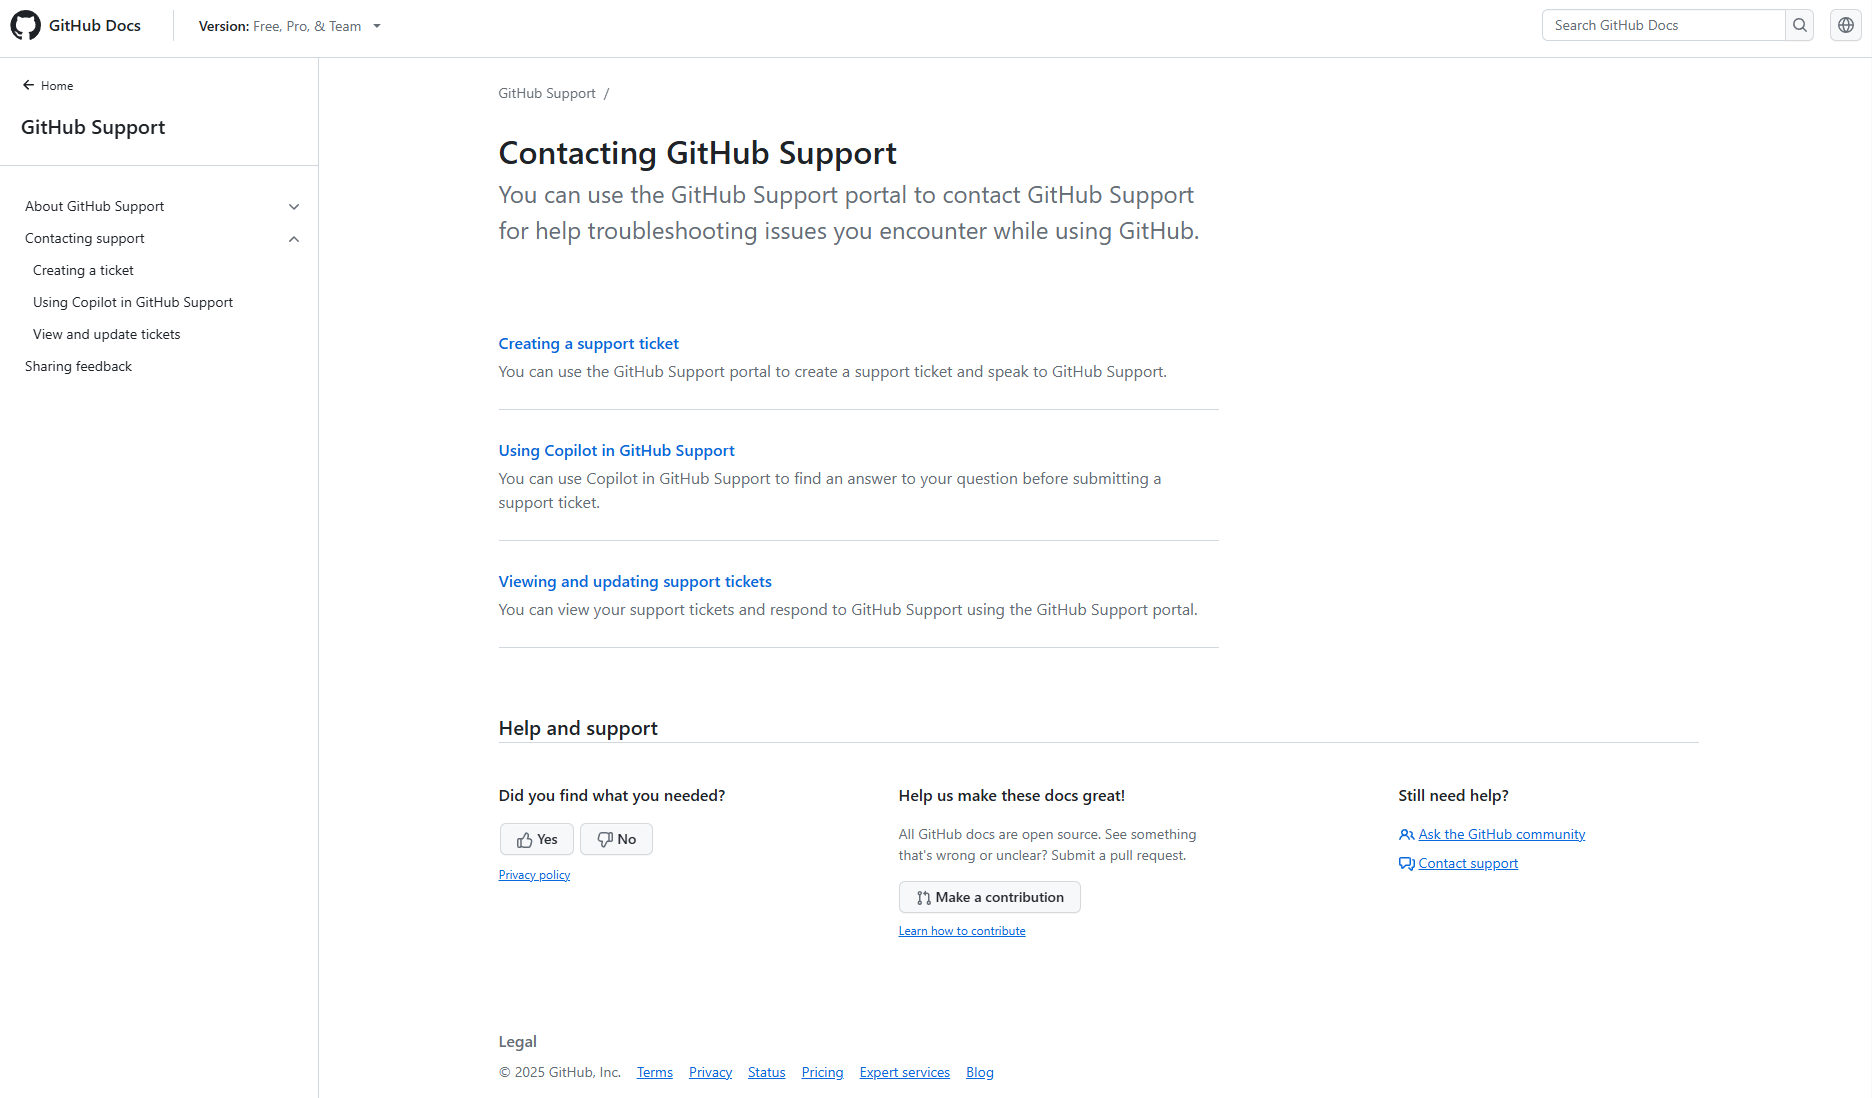 GitHub Docs
Version: Free, Pro, & Team
Search GitHub Docs
Home
GitHub Support
About GitHub Support
Contacting support
Creating a ticket
Using Copilot in GitHub Support
View and update tickets
Sharing feedback
GitHub Support /
Contacting GitHub Support
You can use the GitHub Support portal to contact GitHub Support
for help troubleshooting issues you encounter while using GitHub.
Creating a support ticket
You can use the GitHub Support portal to create a support ticket and speak to GitHub Support.
Using Copilot in GitHub Support
You can use Copilot in GitHub Support to find an answer to your question before submitting a
support ticket.
Viewing and updating support tickets
You can view your support tickets and respond to GitHub Support using the GitHub Support portal.
Help and support
Did you find what you needed?
Yes No
Privacy policy
Help us make these docs great!
All GitHub docs are open source. See something
that's wrong or unclear? Submit a pull request.
Make a contribution
Learn how to contribute
Still need help?
Ask the GitHub community
Contact support
Legal
© 2025 GitHub, Inc. Terms Privacy Status Pricing Expert services Blog